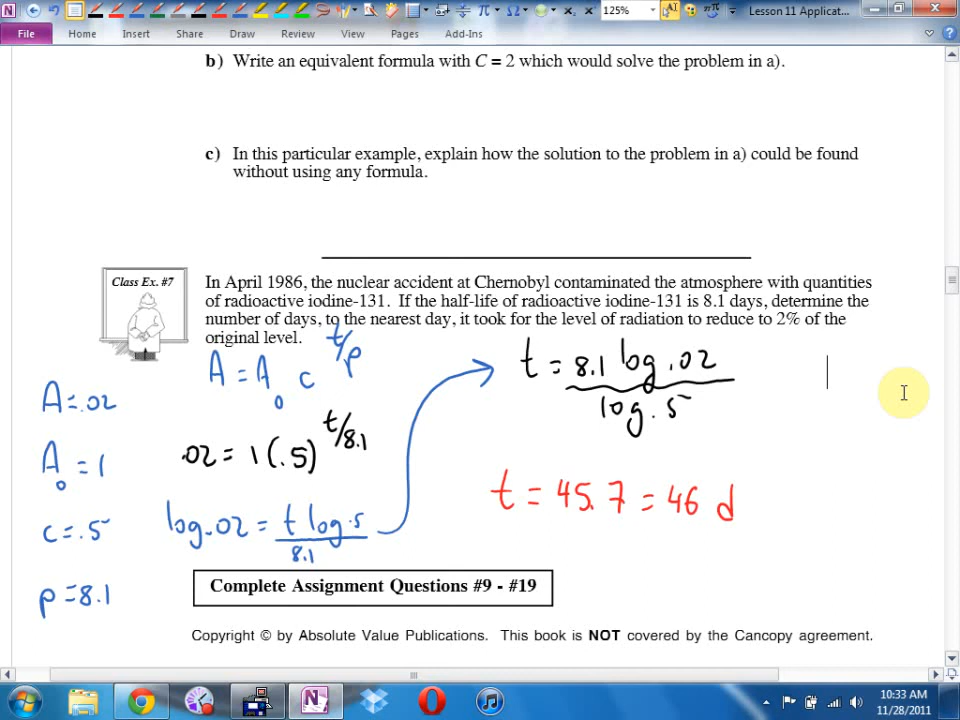 125%
Lesson 11 Applicat...
File Home Insert Share Draw Review View Pages Add-Ins
b) Write an equivalent formula with C = 2 which would solve the problem in a).
c) In this particular example, explain how the solution to the problem in a) could be found
without using any formula.
Class Ex. #7
In April 1986, the nuclear accident at Chernobyl contaminated the atmosphere with quantities
of radioactive iodine-131. If the half-life of radioactive iodine-131 is 8.1 days, determine the
number of days, to the nearest day, it took for the level of radiation to reduce to 2% of the
original level.
A = A₀ c^(t/p)
A = .02
A₀ = 1
c = .5
p = 8.1
.02 = 1 (.5)^(t/8.1)
log .02 = t log .5
8.1
t = 8.1 log .02
log .5
t = 45.7 = 46 d
Complete Assignment Questions #9 - #19
Copyright © by Absolute Value Publications. This book is NOT covered by the Cancopy agreement.
10:33 AM
11/28/2011